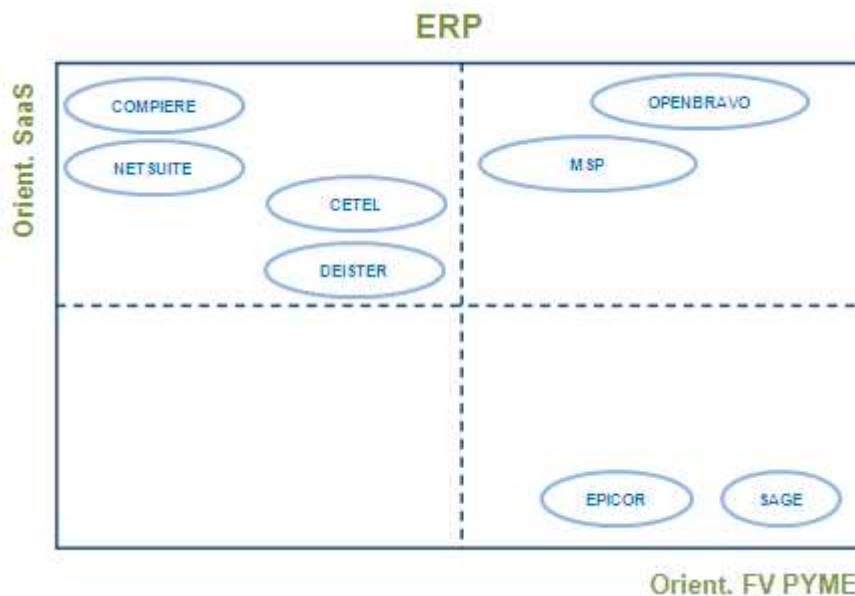 ERP
Orient. SaaS
COMPIERE
OPENBRAVO
NETSUITE
MSP
CETEL
DEISTER
EPICOR
SAGE
Orient. FV PYME